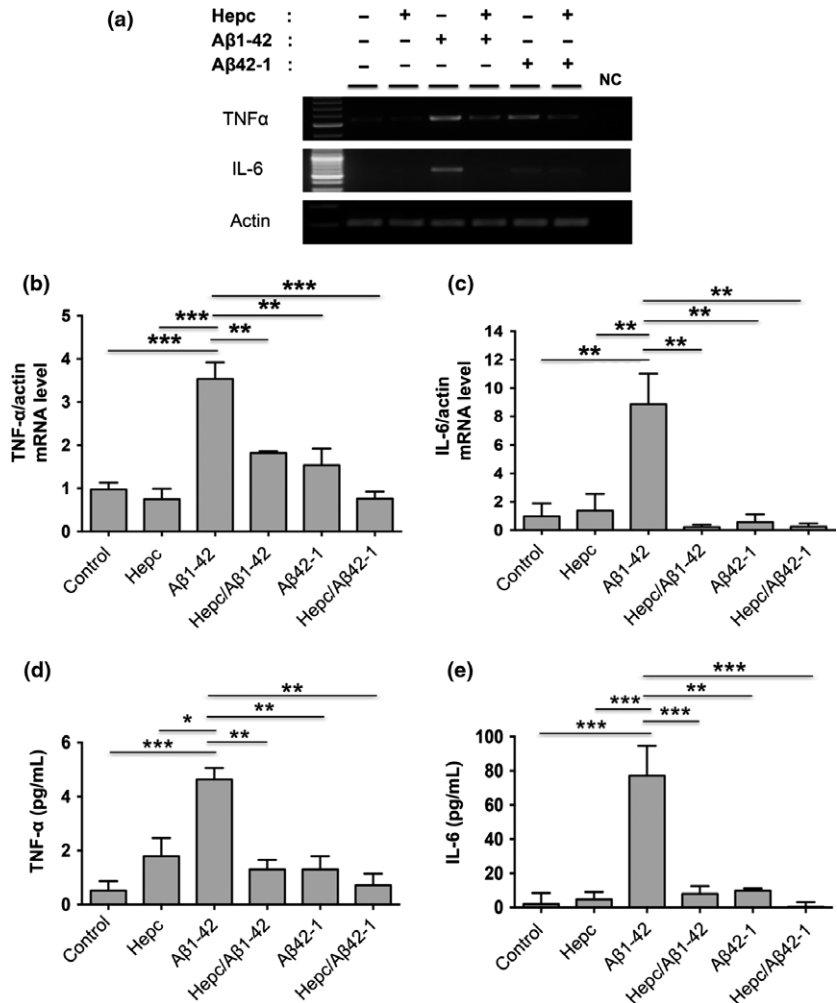 (a)
Hepc : – + – + – +
Aβ1-42 : – – + + – –
Aβ42-1 : – – – – + +
NC
TNFα
IL-6
Actin
(b)
***
***
**
***
**
TNF-α/actin
mRNA level
5
4
3
2
1
0
Control
Hepc
Aβ1-42
Hepc/Aβ1-42
Aβ42-1
Hepc/Aβ42-1
(c)
**
**
**
**
**
IL-6/actin
mRNA level
14
12
10
8
6
4
2
0
Control
Hepc
Aβ1-42
Hepc/Aβ1-42
Aβ42-1
Hepc/Aβ42-1
(d)
**
**
*
***
**
TNF-α (pg/mL)
6
4
2
0
Control
Hepc
Aβ1-42
Hepc/Aβ1-42
Aβ42-1
Hepc/Aβ42-1
(e)
***
**
***
***
***
IL-6 (pg/mL)
100
80
60
40
20
0
Control
Hepc
Aβ1-42
Hepc/Aβ1-42
Aβ42-1
Hepc/Aβ42-1